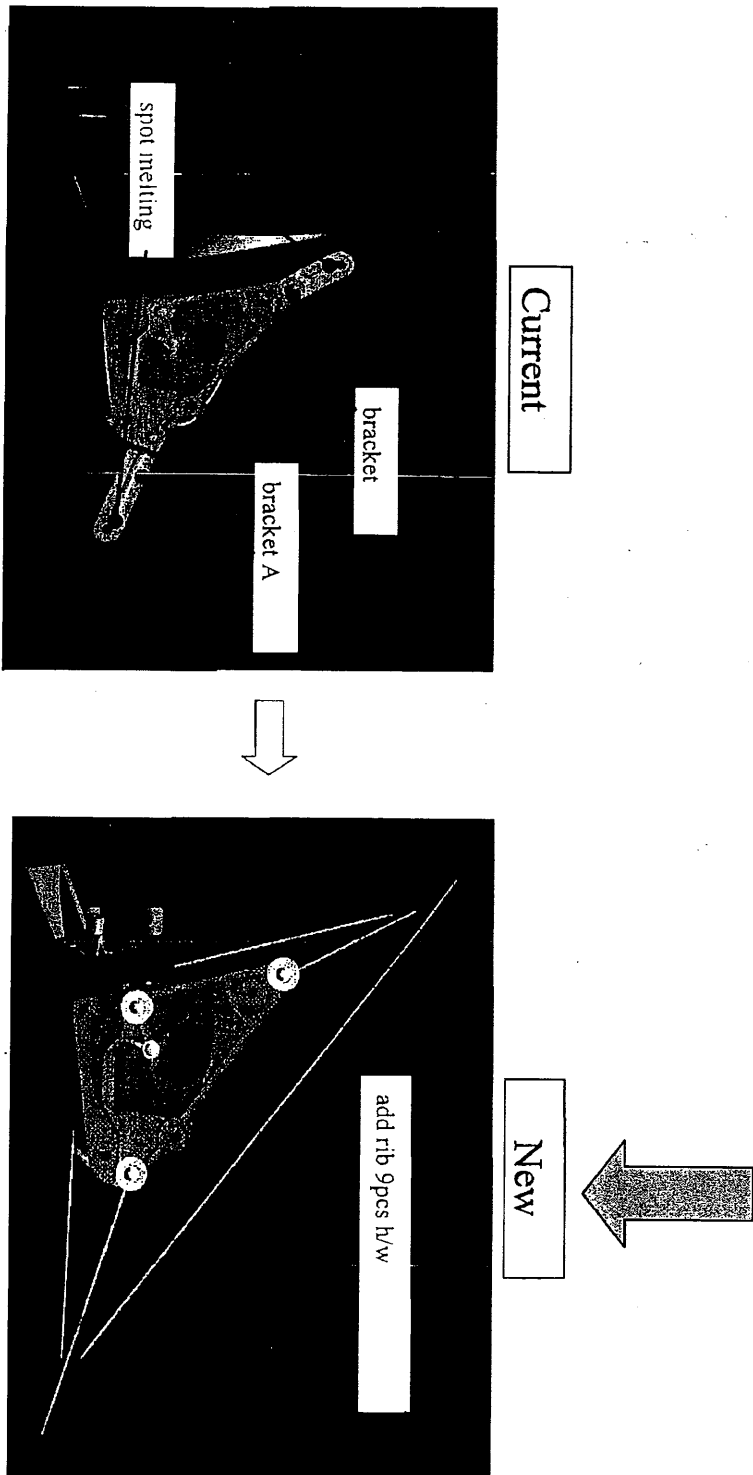 Current
spot melting
bracket
bracket A
New
add rib 9pcs h/w